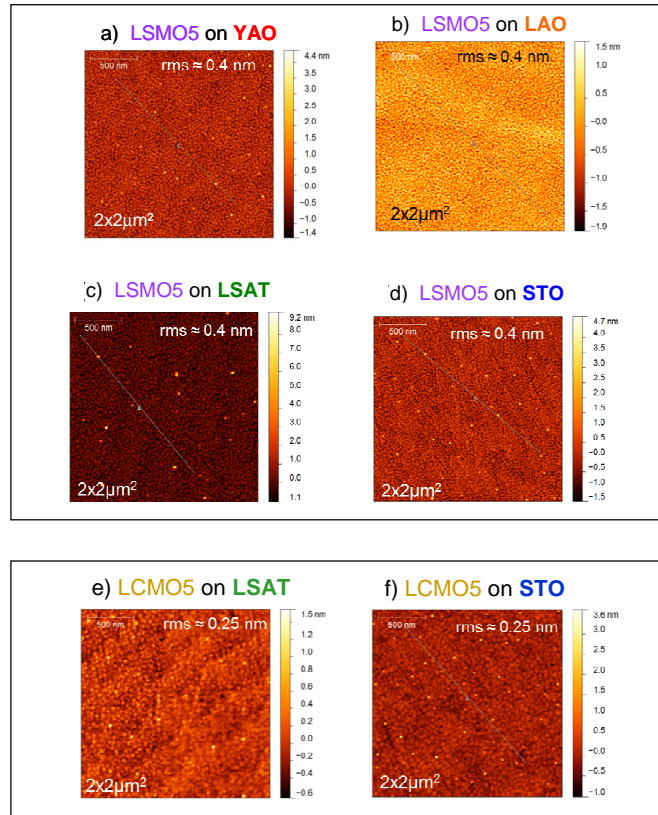 a) LSMO5 on YAO
500 nm
rms ≈ 0.4 nm
2x2µm²
4.4 nm
4.0
3.5
3.0
2.5
2.0
1.5
1.0
0.5
-0.0
-0.5
-1.0
-1.4
b) LSMO5 on LAO
500 nm
rms ≈ 0.4 nm
2x2µm²
1.5 nm
1.0
0.5
-0.0
-0.5
-1.0
-1.5
-1.9
(c) LSMO5 on LSAT
500 nm
rms ≈ 0.4 nm
2x2µm²
9.2 nm
8.0
7.0
6.0
5.0
4.0
3.0
2.0
1.0
0.0
-1.1
d) LSMO5 on STO
500 nm
rms ≈ 0.4 nm
2x2µm²
4.7 nm
4.0
3.5
3.0
2.5
2.0
1.5
1.0
0.5
-0.0
-0.5
-1.5
e) LCMO5 on LSAT
500 nm
rms ≈ 0.25 nm
2x2µm²
1.5 nm
1.2
1.0
0.8
0.6
0.4
0.2
0.0
-0.2
-0.4
-0.6
f) LCMO5 on STO
500 nm
rms ≈ 0.25 nm
2x2µm²
3.6 nm
3.0
2.5
2.0
1.5
1.0
0.5
0.0
-1.0